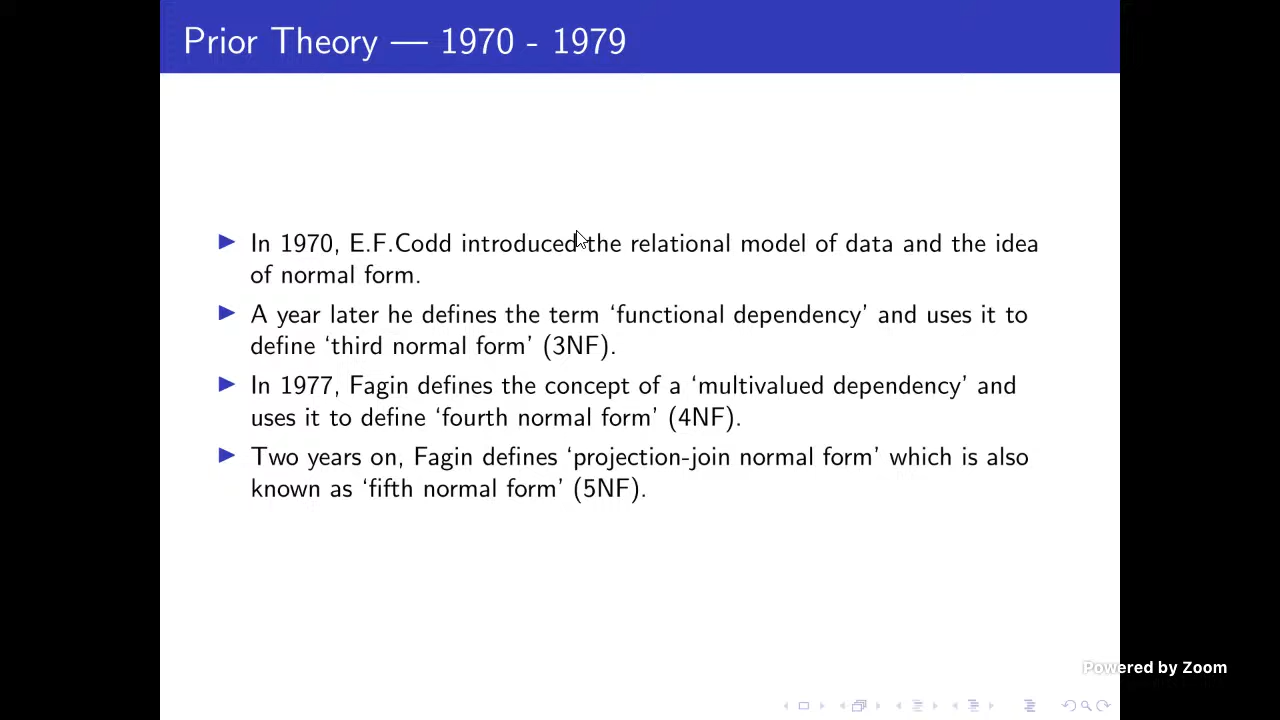 Prior Theory — 1970 - 1979
▶ In 1970, E.F.Codd introduced the relational model of data and the idea
of normal form.
▶ A year later he defines the term ‘functional dependency’ and uses it to
define ‘third normal form’ (3NF).
▶ In 1977, Fagin defines the concept of a ‘multivalued dependency’ and
uses it to define ‘fourth normal form’ (4NF).
▶ Two years on, Fagin defines ‘projection-join normal form’ which is also
known as ‘fifth normal form’ (5NF).
Powered by Zoom